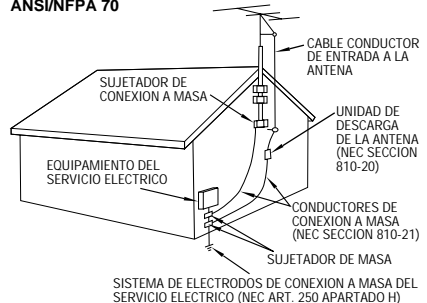 ANSI/NFPA 70
CABLE CONDUCTOR
DE ENTRADA A LA
ANTENA
SUJETADOR DE
CONEXION A MASA
UNIDAD DE
DESCARGA
DE LA ANTENA
(NEC SECCION
810-20)
EQUIPAMIENTO DEL
SERVICIO ELECTRICO
CONDUCTORES DE
CONEXION A MASA
(NEC SECCION 810-21)
SUJETADOR DE MASA
SISTEMA DE ELECTRODOS DE CONEXION A MASA DEL
SERVICIO ELECTRICO (NEC ART. 250 APARTADO H)